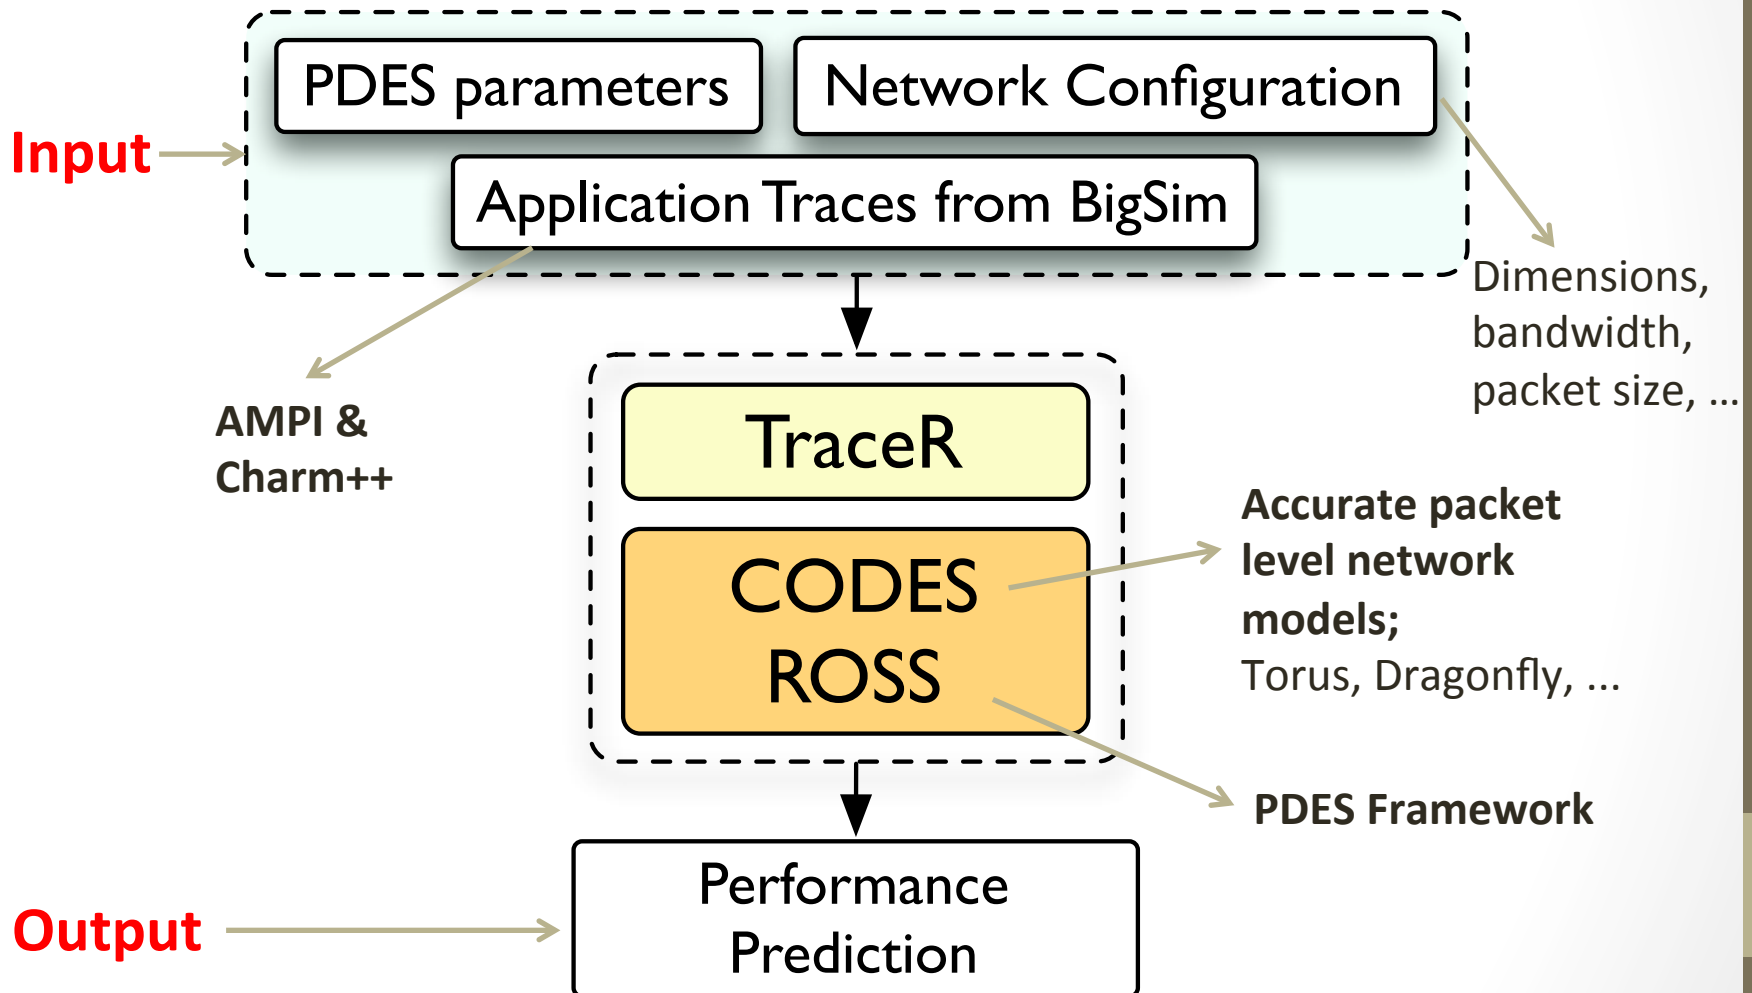 PDES parameters
Network Configuration
Input
Application Traces from BigSim
Dimensions,
bandwidth,
packet size, ...
AMPI &
Charm++
TraceR
CODES
ROSS
Accurate packet
level network
models;
Torus, Dragonfly, ...
PDES Framework
Output
Performance
Prediction